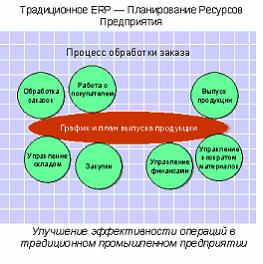 Традиционное ERP — Планирование Ресурсов
Предприятия
Процесс обработки заказа
Обработка
заказов
Работа с
покупателем
Выпуск
продукции
График и план выпуска продукции
Управление
складом
Закупки
Управление
финансами
Управление
возвратом
материалов
Улучшение эффективности операций в
традиционном промышленном предприятии